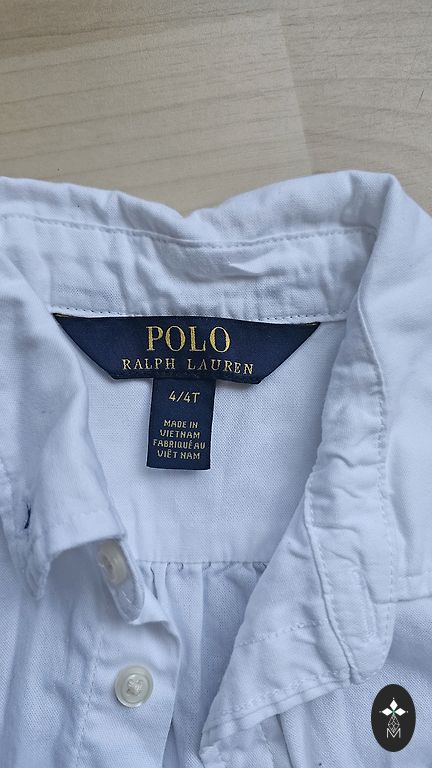 POLO
RALPH LAUREN
4/4T
MADE IN
VIETNAM
FABRIQUÉ AU
VIÊT NAM
M